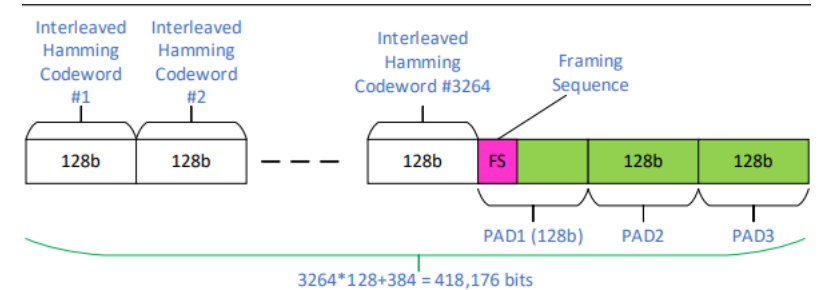 Interleaved
Hamming
Codeword
#1
Interleaved
Hamming
Codeword
#2
Interleaved
Hamming
Codeword #3264
Framing
Sequence
128b
128b
128b
FS
128b
128b
PAD1 (128b)
PAD2
PAD3
3264*128+384 = 418,176 bits